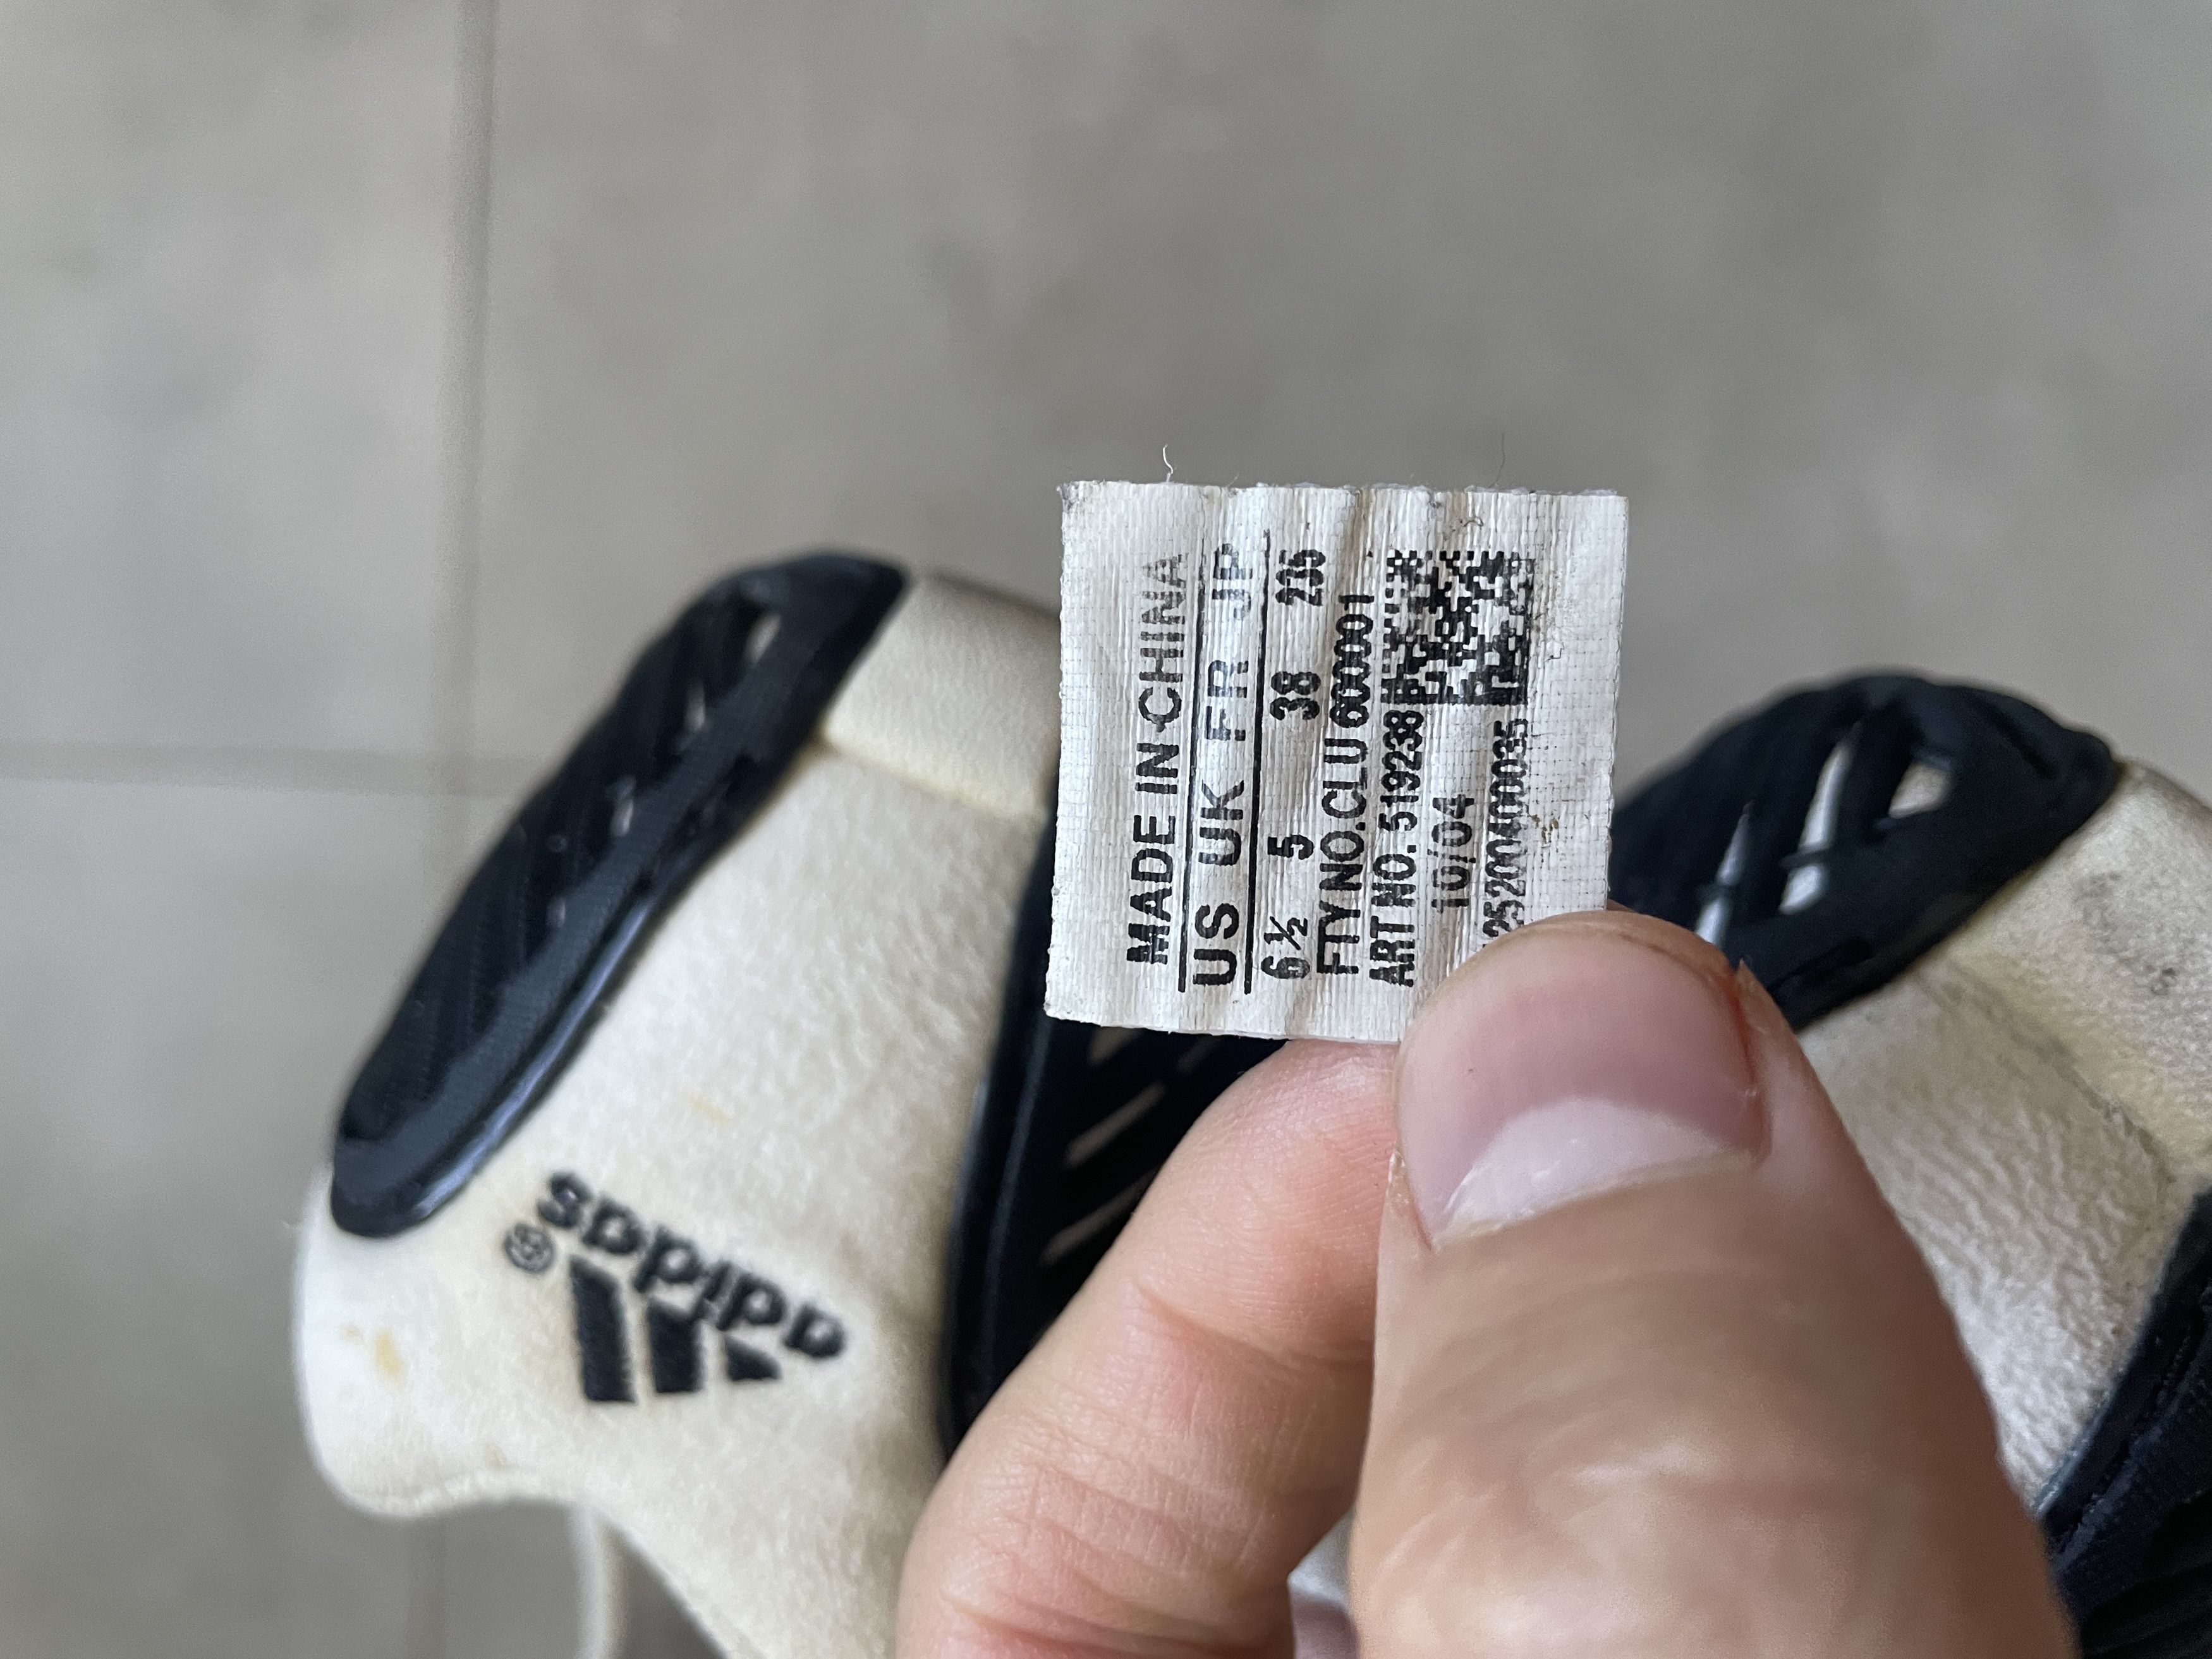 MADE IN CHINA
US UK FR JP
6½ 5 38 235
FTY NO.CLU 600001
ART NO. 519238
10/04
252004000035
adidas®